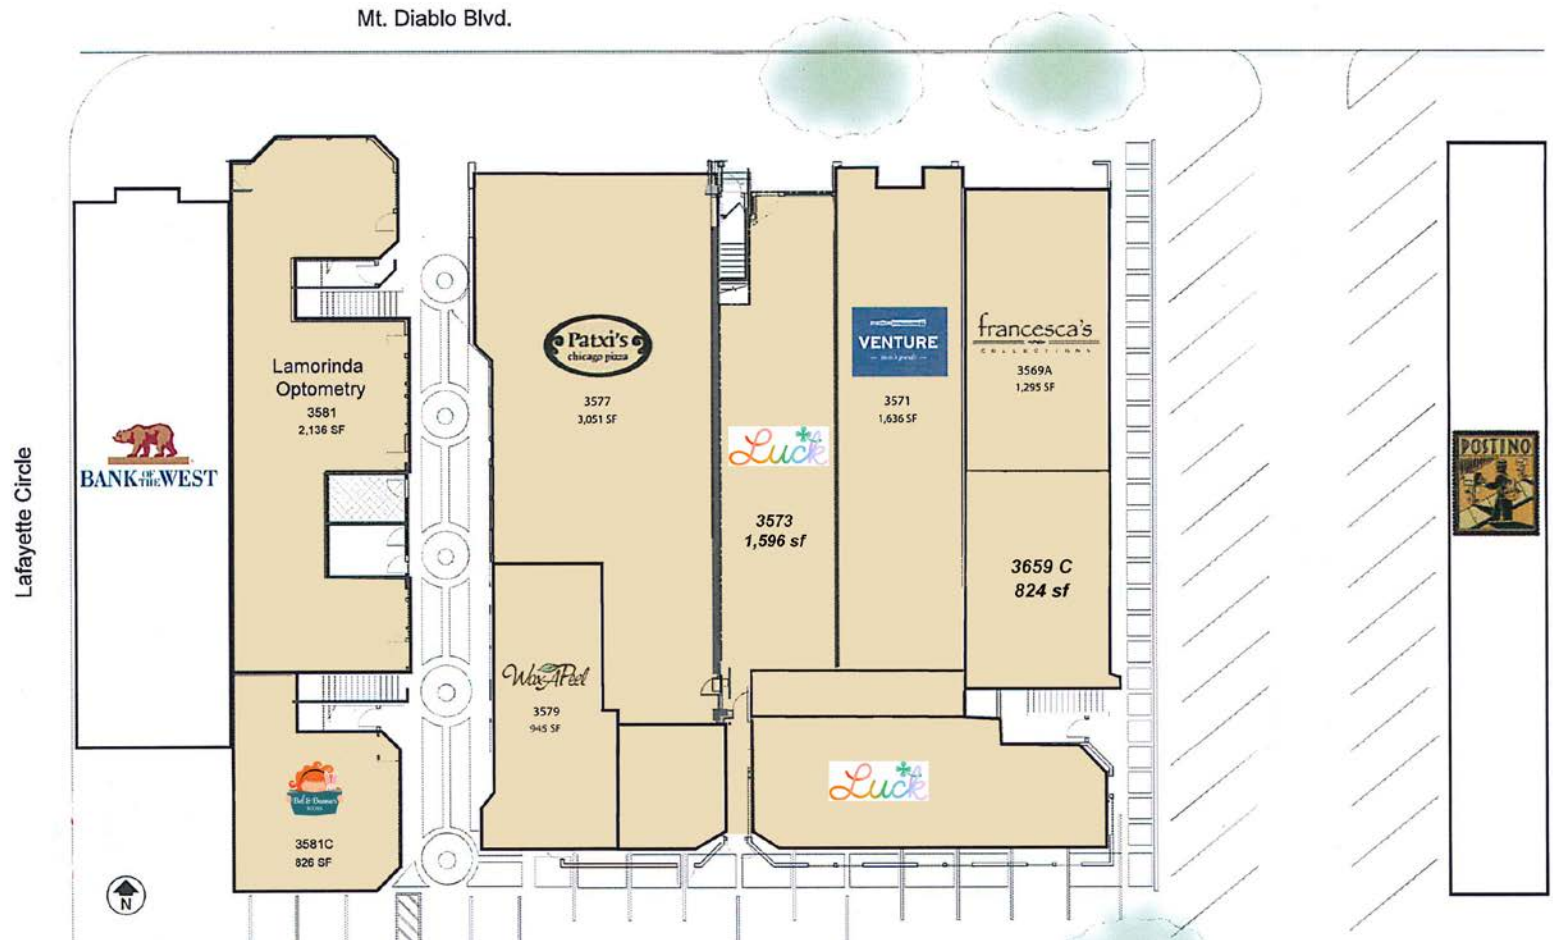 Mt. Diablo Blvd.
Lafayette Circle
BANK OF THE WEST
Lamorinda
Optometry
3581
2,136 SF
3581C
826 SF
N
Patxi's
chicago pizza
3577
3,051 SF
Wax A Peel
3579
945 SF
Luck
3573
1,596 sf
VENTURE
3571
1,636 SF
francesca's
COLLECTIONS
3569A
1,295 SF
3659 C
824 sf
Luck
POSTINO